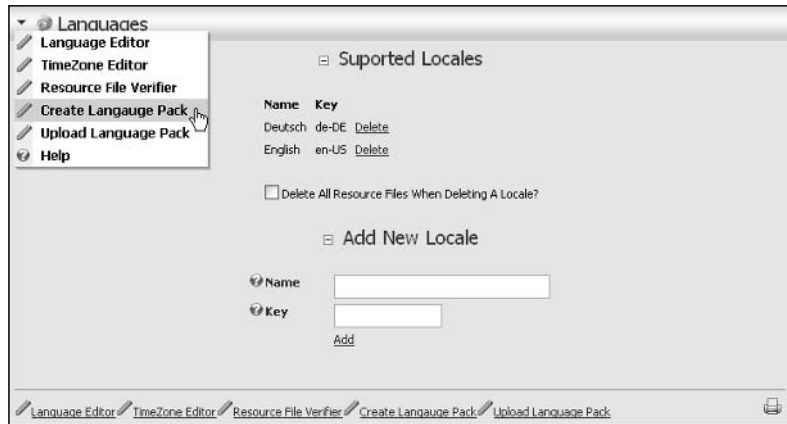 Languages
Language Editor
TimeZone Editor
Resource File Verifier
Create Langauge Pack
Upload Language Pack
Help
Suported Locales
Name Key
Deutsch de-DE Delete
English en-US Delete
Delete All Resource Files When Deleting A Locale?
Add New Locale
Name
Key
Add
Language Editor TimeZone Editor Resource File Verifier Create Langauge Pack Upload Language Pack